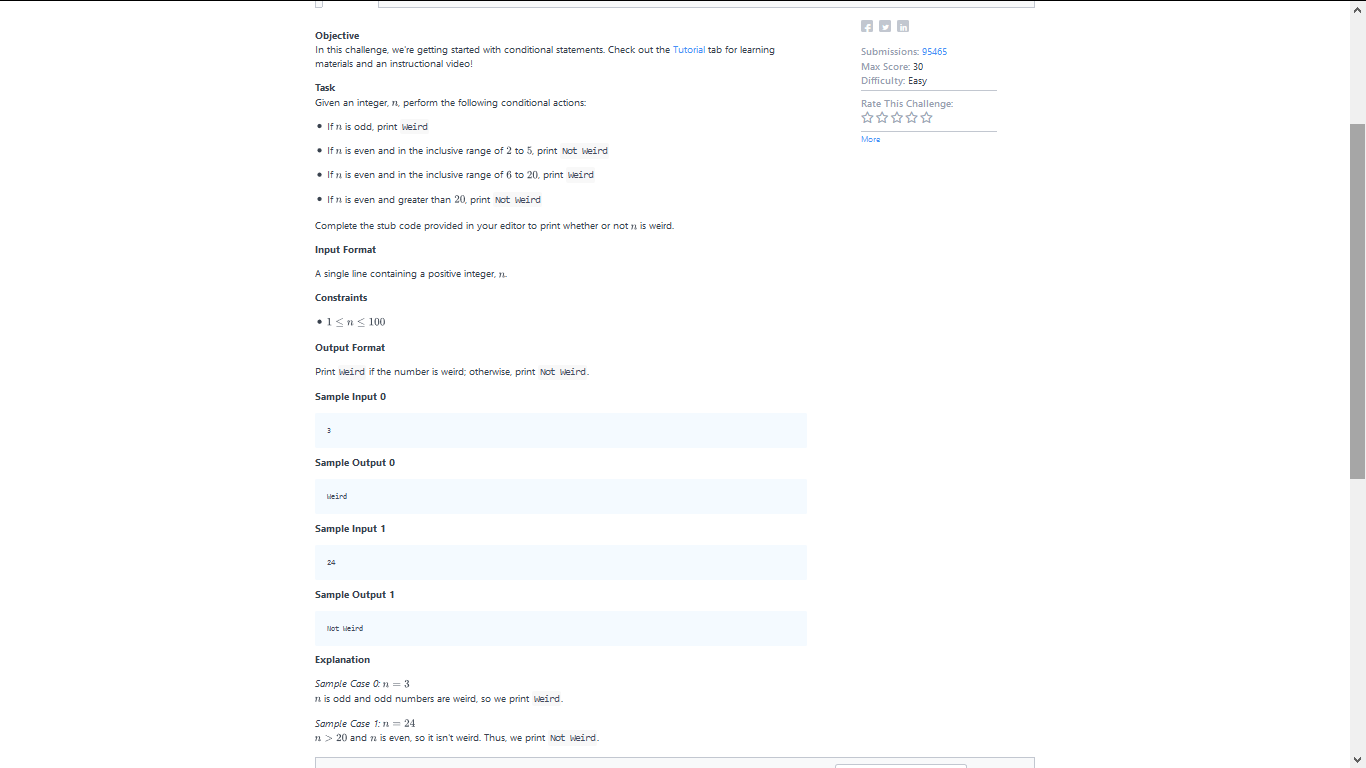 Objective
In this challenge, we're getting started with conditional statements. Check out the Tutorial tab for learning
materials and an instructional video!
Task
Given an integer, n, perform the following conditional actions:
• If n is odd, print Weird
• If n is even and in the inclusive range of 2 to 5, print Not Weird
• If n is even and in the inclusive range of 6 to 20, print Weird
• If n is even and greater than 20, print Not Weird
Complete the stub code provided in your editor to print whether or not n is weird.
Input Format
A single line containing a positive integer, n.
Constraints
• 1 ≤ n ≤ 100
Output Format
Print Weird if the number is weird; otherwise, print Not Weird.
Sample Input 0
3
Sample Output 0
Weird
Sample Input 1
24
Sample Output 1
Not Weird
Explanation
Sample Case 0: n = 3
n is odd and odd numbers are weird, so we print Weird.
Sample Case 1: n = 24
n > 20 and n is even, so it isn't weird. Thus, we print Not Weird.
Submissions: 95465
Max Score: 30
Difficulty: Easy
Rate This Challenge:
More